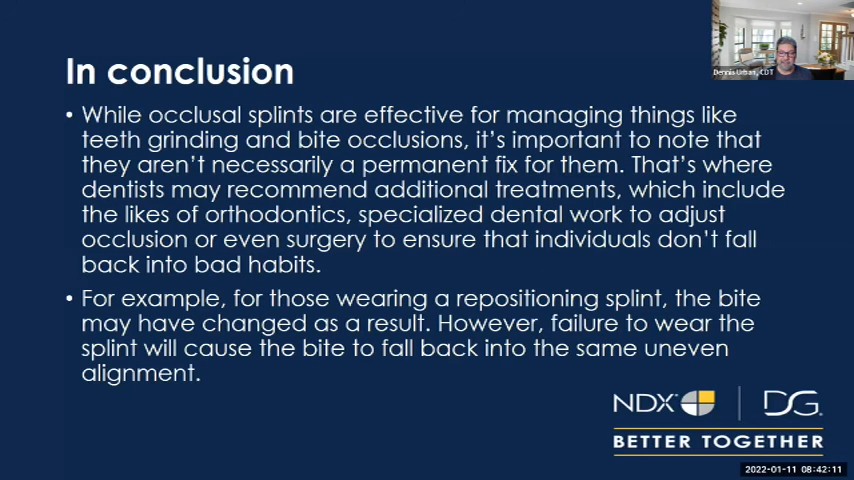 Dennis Urban, CDT
In conclusion
• While occlusal splints are effective for managing things like
teeth grinding and bite occlusions, it's important to note that
they aren't necessarily a permanent fix for them. That's where
dentists may recommend additional treatments, which include
the likes of orthodontics, specialized dental work to adjust
occlusion or even surgery to ensure that individuals don't fall
back into bad habits.
• For example, for those wearing a repositioning splint, the bite
may have changed as a result. However, failure to wear the
splint will cause the bite to fall back into the same uneven
alignment.
NDX DG
BETTER TOGETHER
2022-01-11 08:42:11